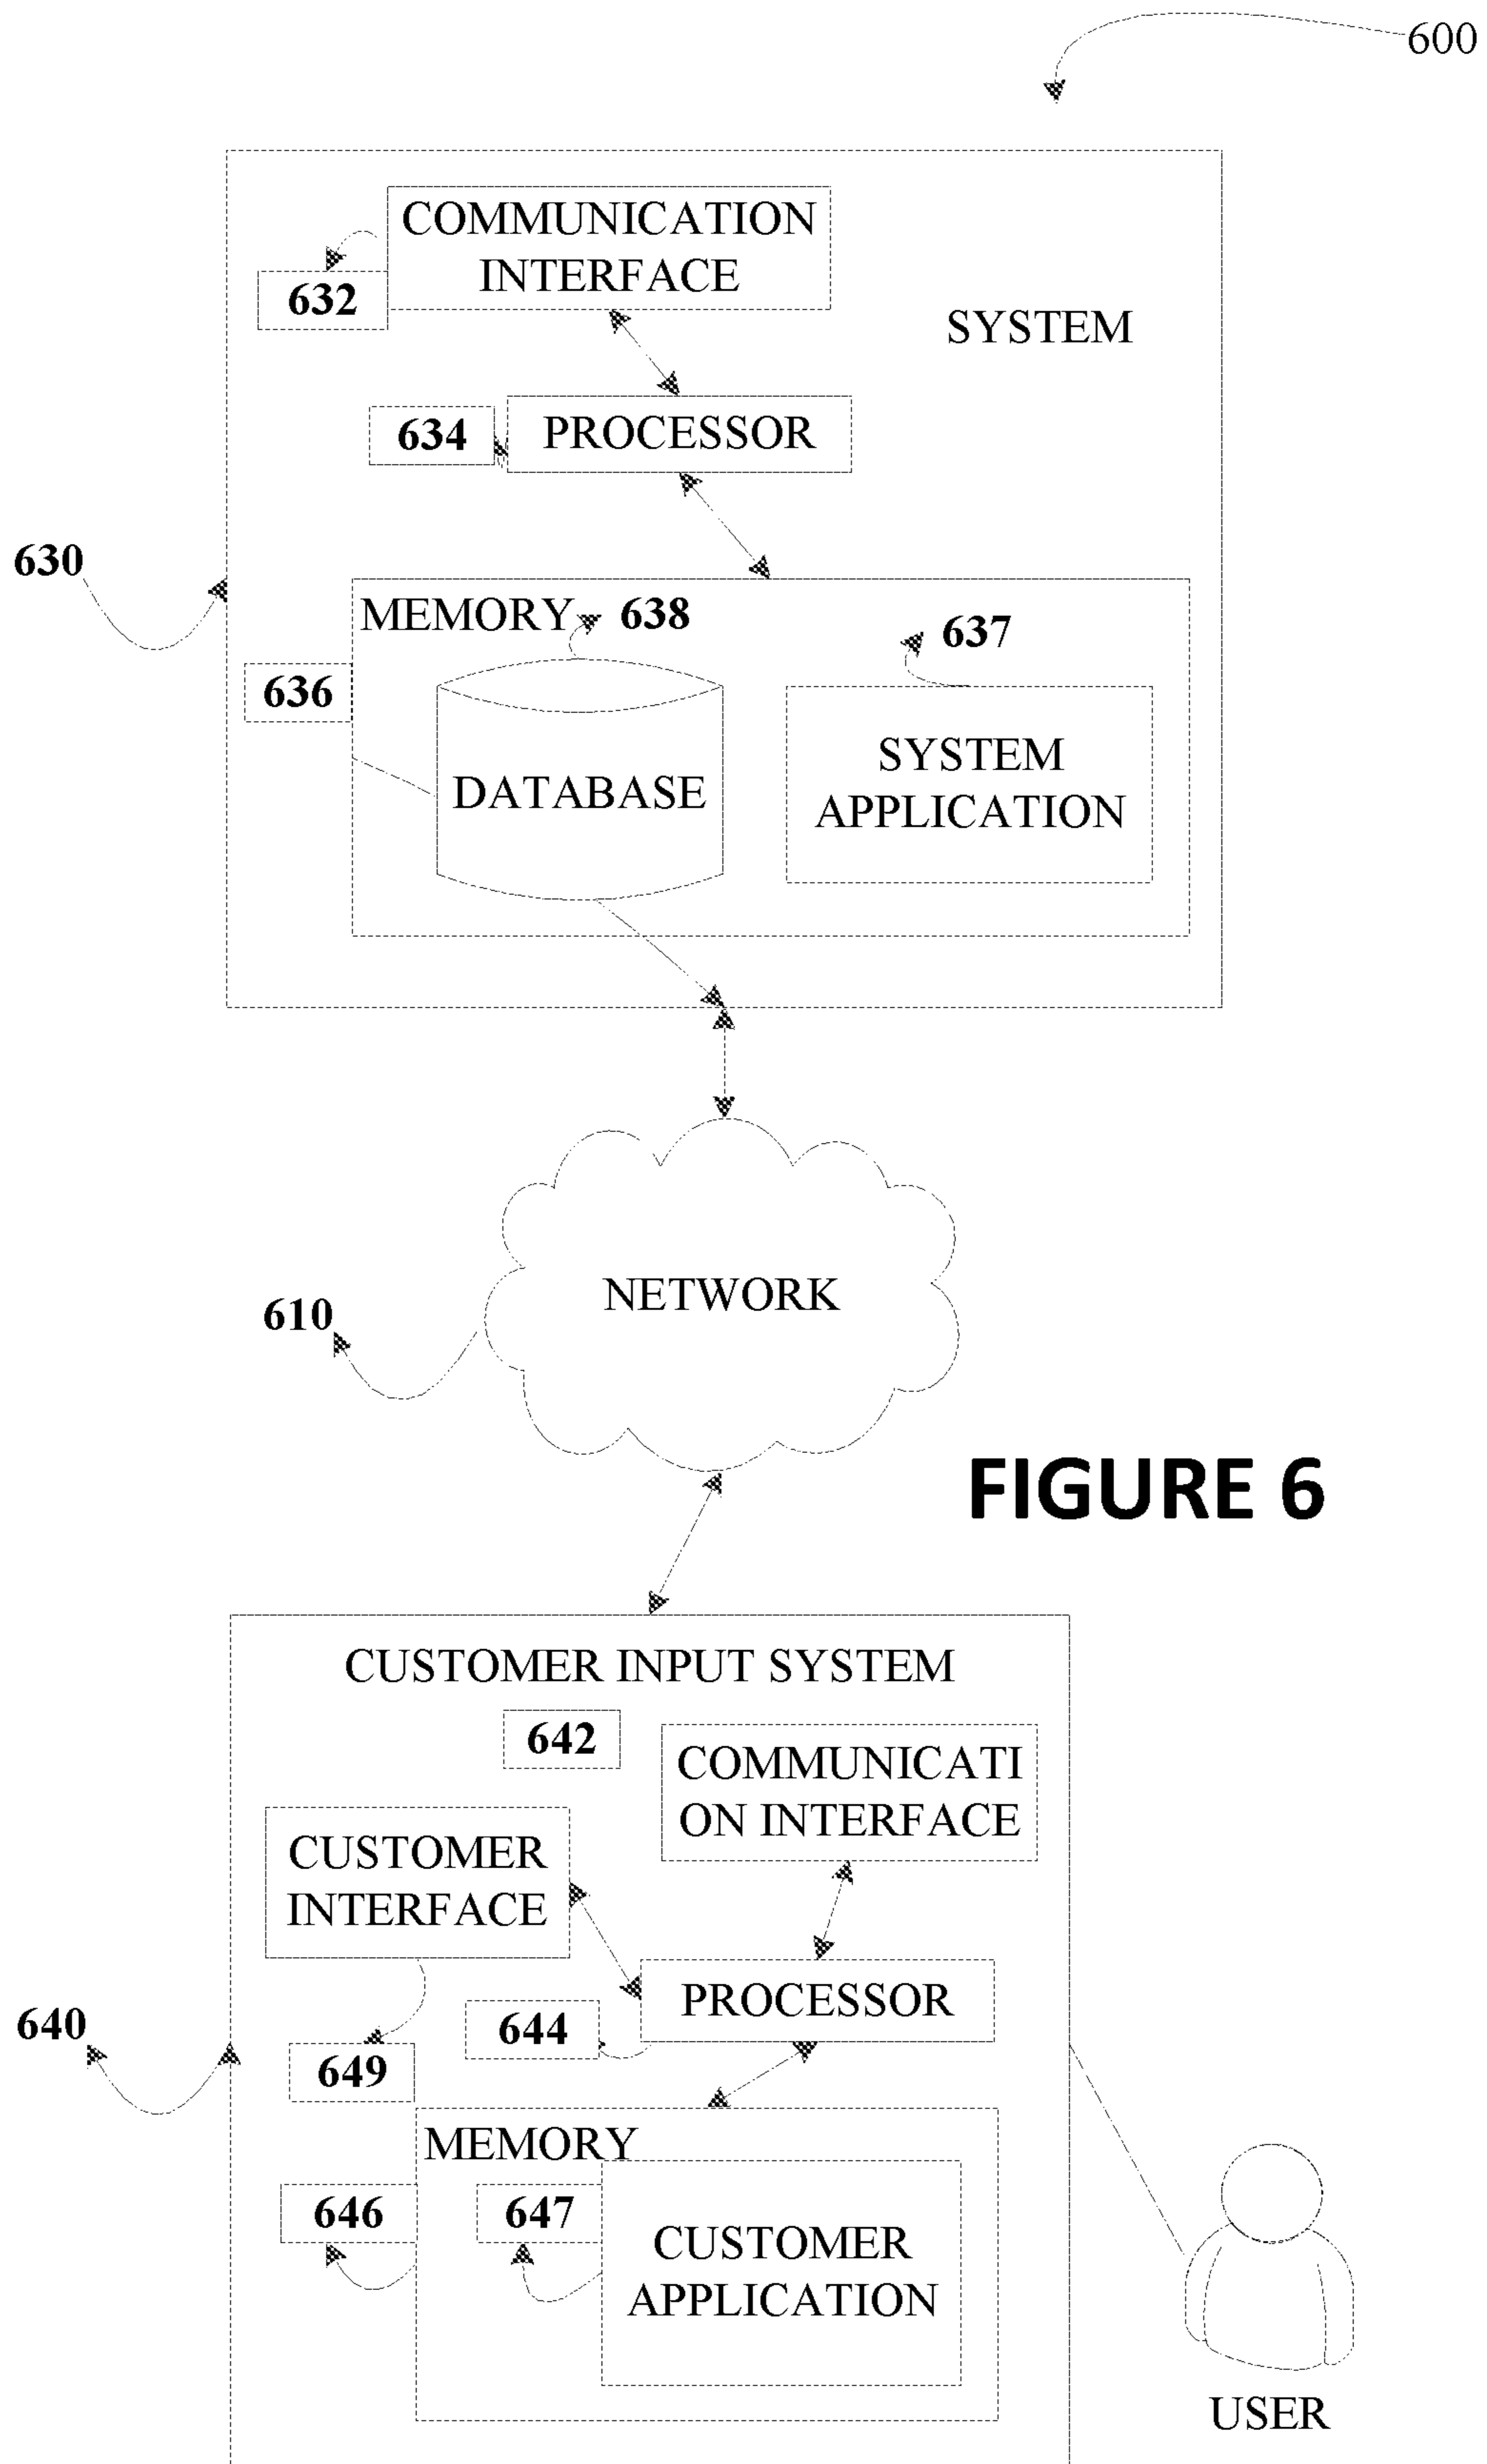 600
COMMUNICATION
INTERFACE
632
SYSTEM
634
PROCESSOR
630
MEMORY
638
637
636
SYSTEM
APPLICATION
DATABASE
NETWORK
610
FIGURE 6
CUSTOMER INPUT SYSTEM
642
COMMUNICATI
ON INTERFACE
CUSTOMER
INTERFACE
PROCESSOR
644
640
649
MEMORY
646
647
CUSTOMER
APPLICATION
USER